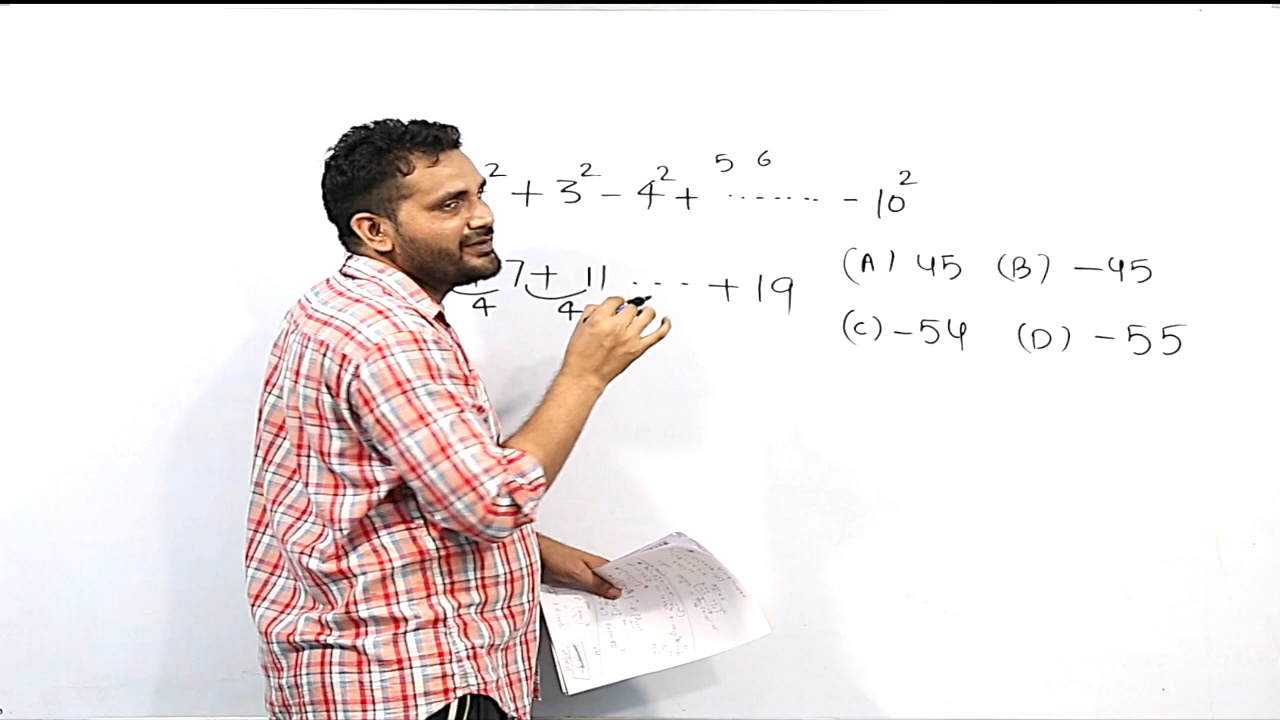 ² + 3² - 4² + 5 6 ........ - 10²
7 + 11 .... + 19
4 4
(A) 45 (B) -45
(C) -54 (D) -55